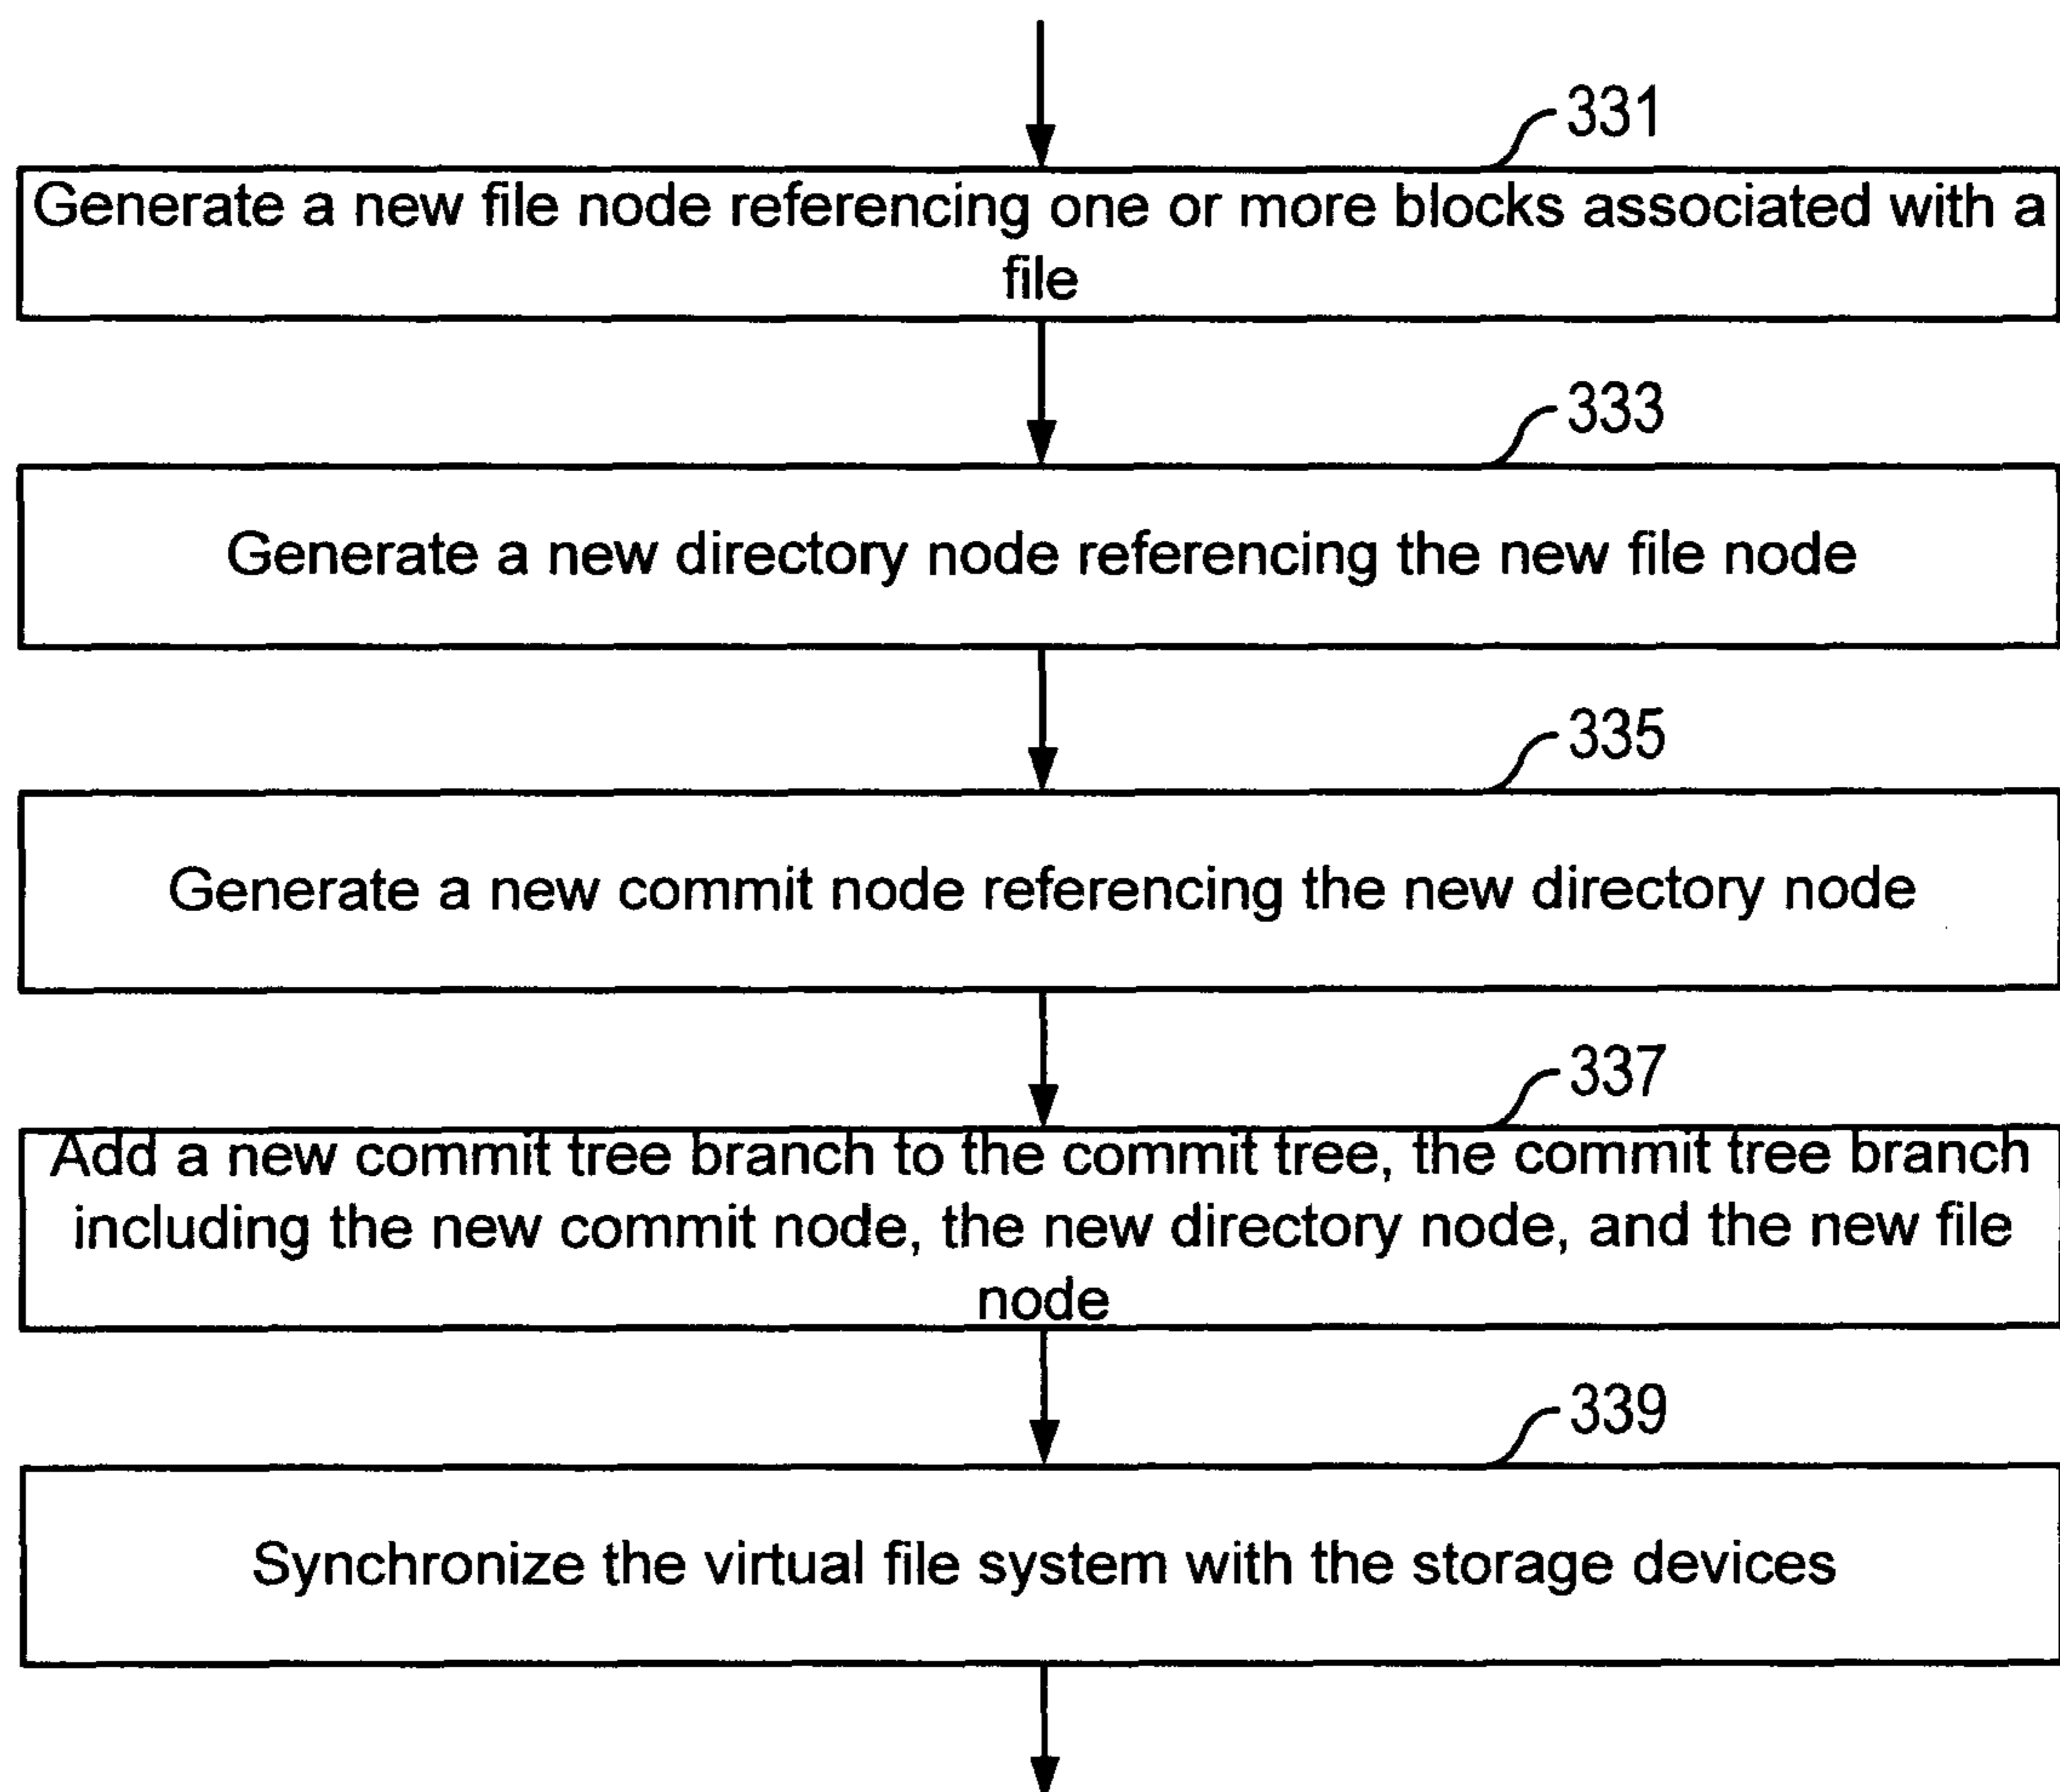 331
Generate a new file node referencing one or more blocks associated with a
file
333
Generate a new directory node referencing the new file node
335
Generate a new commit node referencing the new directory node
337
Add a new commit tree branch to the commit tree, the commit tree branch
including the new commit node, the new directory node, and the new file
node
339
Synchronize the virtual file system with the storage devices